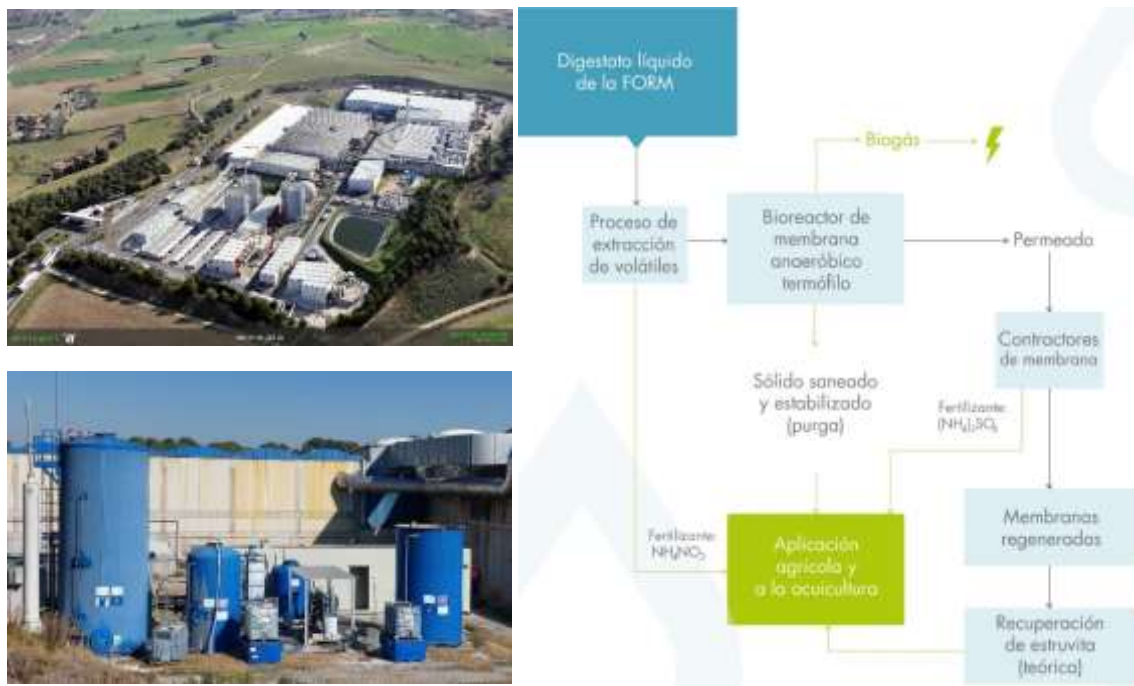 Digestato líquido
de la FORM
Biogás
Proceso de
extracción
de volátiles
Bioreactor de
membrana
anaeróbico
termófilo
Permeado
Contractores
de membrana
Sólido saneado
y estabilizado
(purga)
Fertilizante:
(NH₄)₂SO₄
Membranas
regeneradas
Fertilizante:
NH₄NO₃
Aplicación
agrícola y
a la acuicultura
Recuperación
de estruvita
(teórica)